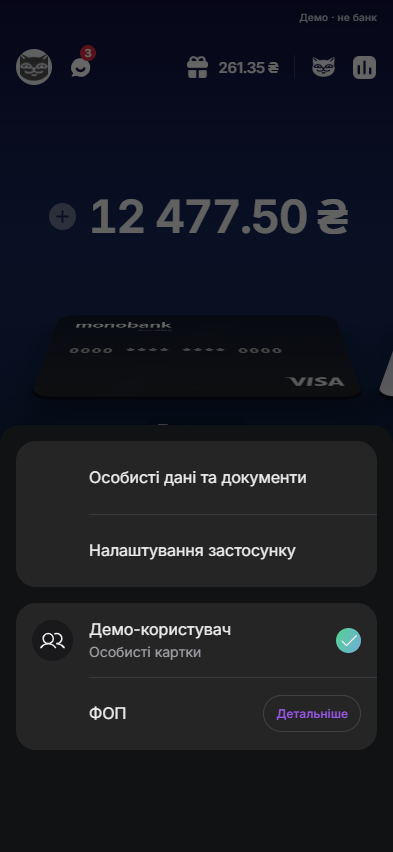 Демо · не банк
3
261.35 ₴
12 477.50 ₴
monobank
0000 **** **** 0000
VISA
Особисті дані та документи
Налаштування застосунку
Демо-користувач
Особисті картки
ФОП
Детальніше